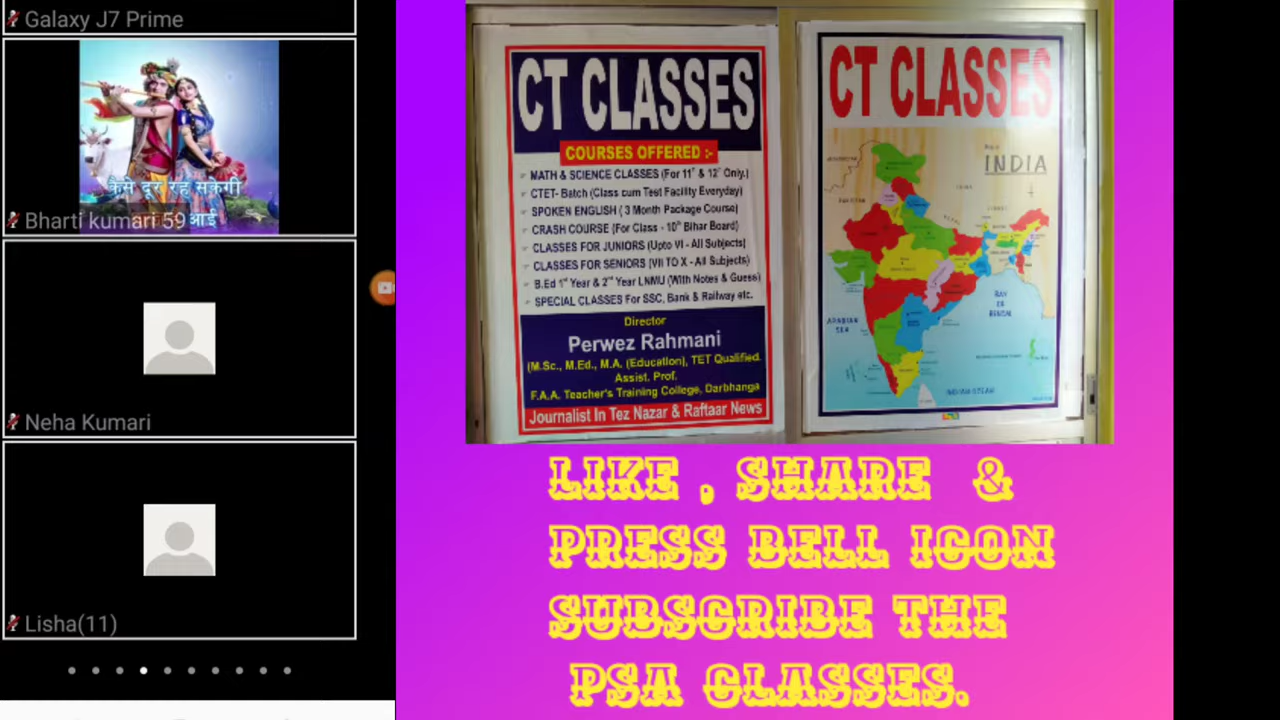 Galaxy J7 Prime
कैसे दूर रह सकेगी
आई
Bharti kumari 59
Neha Kumari
Lisha(11)
CT CLASSES
COURSES OFFERED :-
MATH & SCIENCE CLASSES (For 11th & 12th Only.)
CTET- Batch (Class cum Test Facility Everyday)
SPOKEN ENGLISH ( 3 Month Package Course)
CRASH COURSE (For Class - 10th Bihar Board)
CLASSES FOR JUNIORS (Upto VI - All Subjects)
CLASSES FOR SENIORS (VII TO X - All Subjects)
B.Ed 1st Year & 2nd Year LNMU (With Notes & Guess)
SPECIAL CLASSES For SSC, Bank & Railway etc.
Director
Perwez Rahmani
(M.Sc., M.Ed., M.A. (Education), TET Qualified.
Assist. Prof.
F.A.A. Teacher's Training College, Darbhanga
Journalist In Tez Nazar & Raftaar News
CT CLASSES
INDIA
ARABIAN
SEA
BAY
OF
BENGAL
INDIAN OCEAN
LIKE , SHARE &
PRESS BELL ICON
SUBSCRIBE THE
PSA CLASSES.